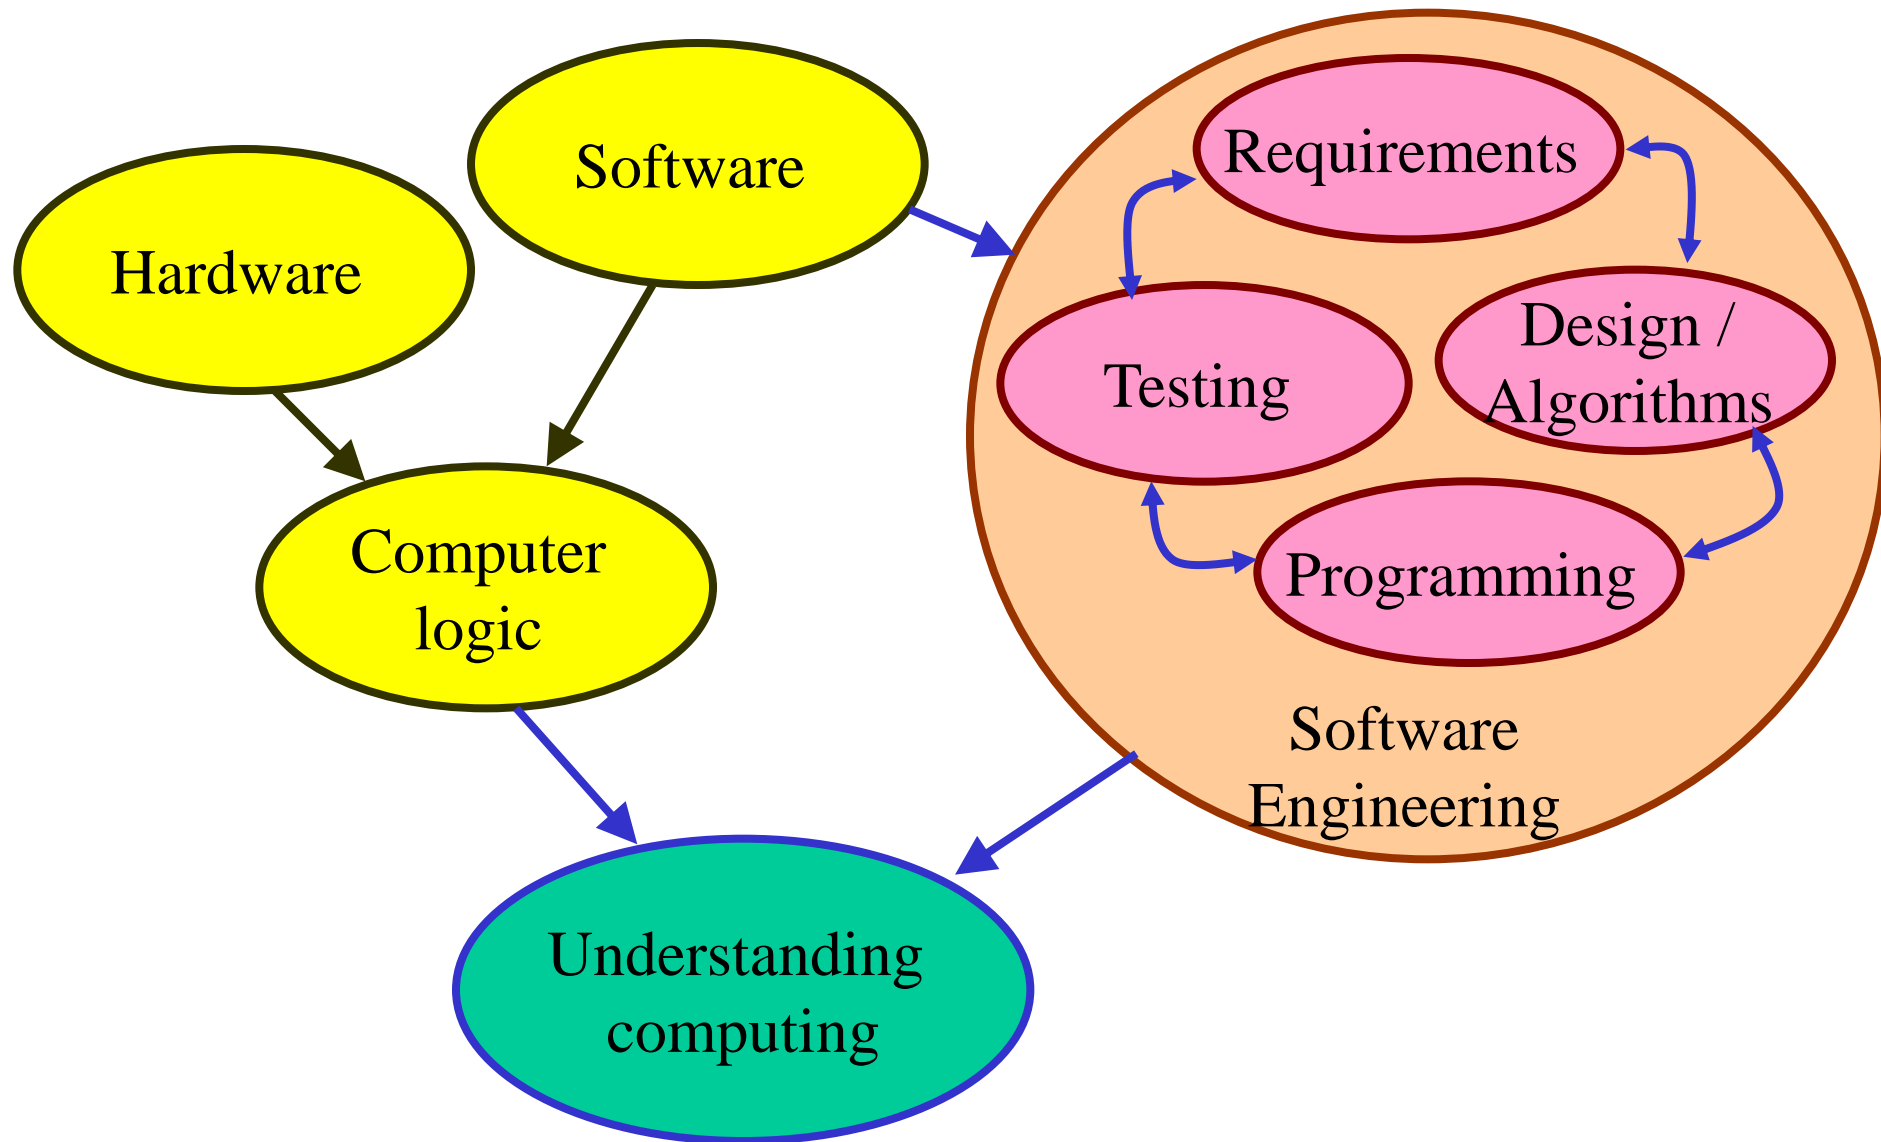 Hardware
Software
Computer
logic
Requirements
Testing
Design /
Algorithms
Programming
Software
Engineering
Understanding
computing